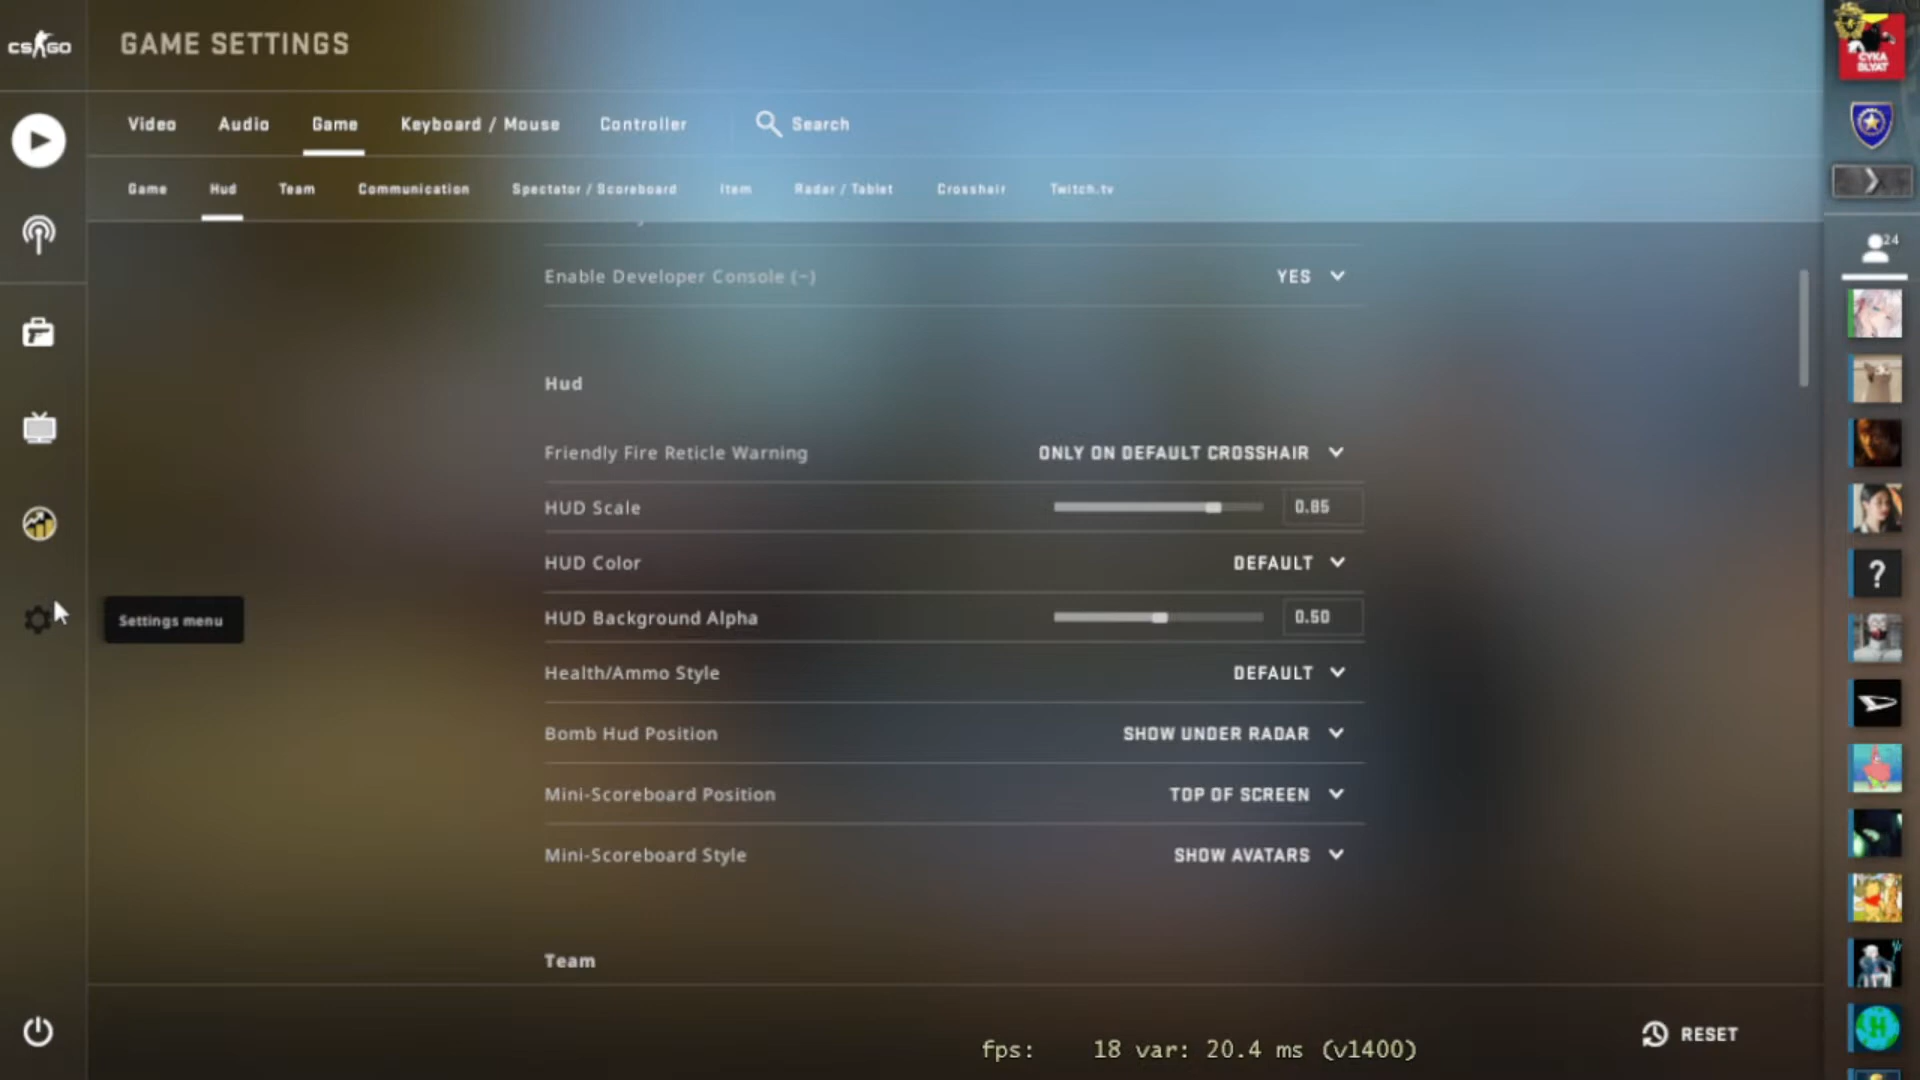 CS GO
GAME SETTINGS
CYKA
BLYAT
Video
Audio
Game
Keyboard / Mouse
Controller
Search
Game
Hud
Team
Communication
Spectator / Scoreboard
Item
Radar / Tablet
Crosshair
Twitch.tv
24
Enable Developer Console (~)
YES
Hud
Friendly Fire Reticle Warning
ONLY ON DEFAULT CROSSHAIR
HUD Scale
0.85
HUD Color
DEFAULT
?
Settings menu
HUD Background Alpha
0.50
Health/Ammo Style
DEFAULT
Bomb Hud Position
SHOW UNDER RADAR
Mini-Scoreboard Position
TOP OF SCREEN
Mini-Scoreboard Style
SHOW AVATARS
Team
H
fps: 18 var: 20.4 ms (v1400)
RESET